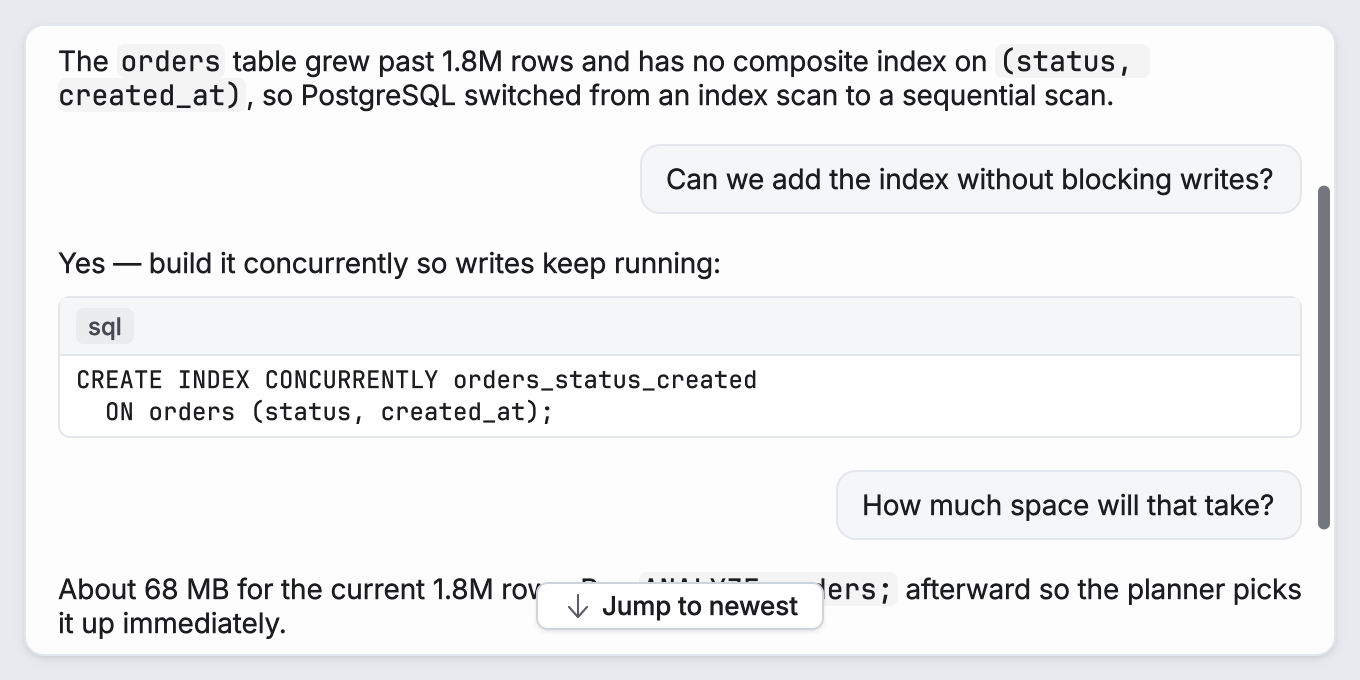 The orders table grew past 1.8M rows and has no composite index on (status,
created_at), so PostgreSQL switched from an index scan to a sequential scan.
Can we add the index without blocking writes?
Yes — build it concurrently so writes keep running:
sql
CREATE INDEX CONCURRENTLY orders_status_created
  ON orders (status, created_at);
How much space will that take?
About 68 MB for the current 1.8M afterward so the planner picks
Jump to newest
it up immediately.